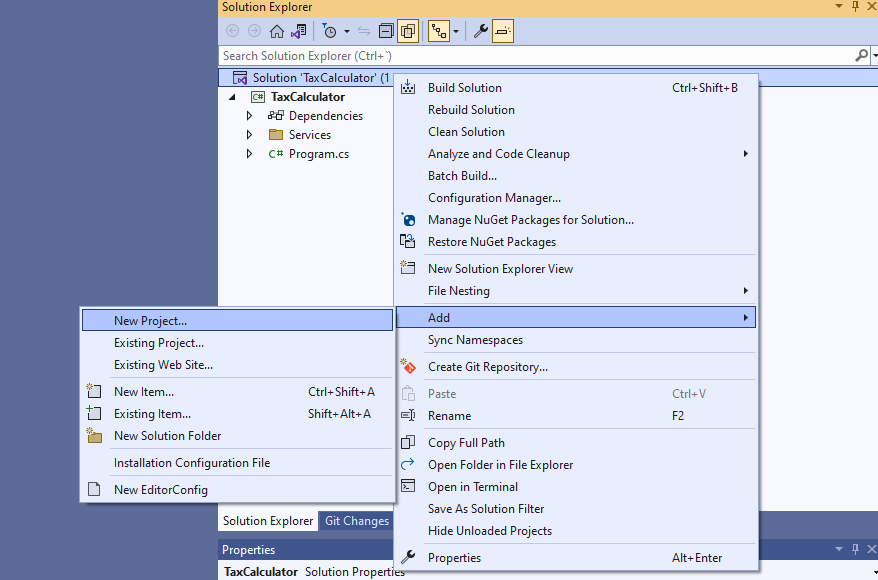 Solution Explorer
Search Solution Explorer (Ctrl+`)
Solution 'TaxCalculator' (1
TaxCalculator
Dependencies
Services
C# Program.cs
Build Solution Ctrl+Shift+B
Rebuild Solution
Clean Solution
Analyze and Code Cleanup
Batch Build...
Configuration Manager...
Manage NuGet Packages for Solution...
Restore NuGet Packages
New Solution Explorer View
File Nesting
Add
Sync Namespaces
Create Git Repository...
Paste Ctrl+V
Rename F2
Copy Full Path
Open Folder in File Explorer
Open in Terminal
Save As Solution Filter
Hide Unloaded Projects
Properties Alt+Enter
New Project...
Existing Project...
Existing Web Site...
New Item... Ctrl+Shift+A
Existing Item... Shift+Alt+A
New Solution Folder
Installation Configuration File
New EditorConfig
Solution Explorer Git Changes
Properties
TaxCalculator Solution Properties